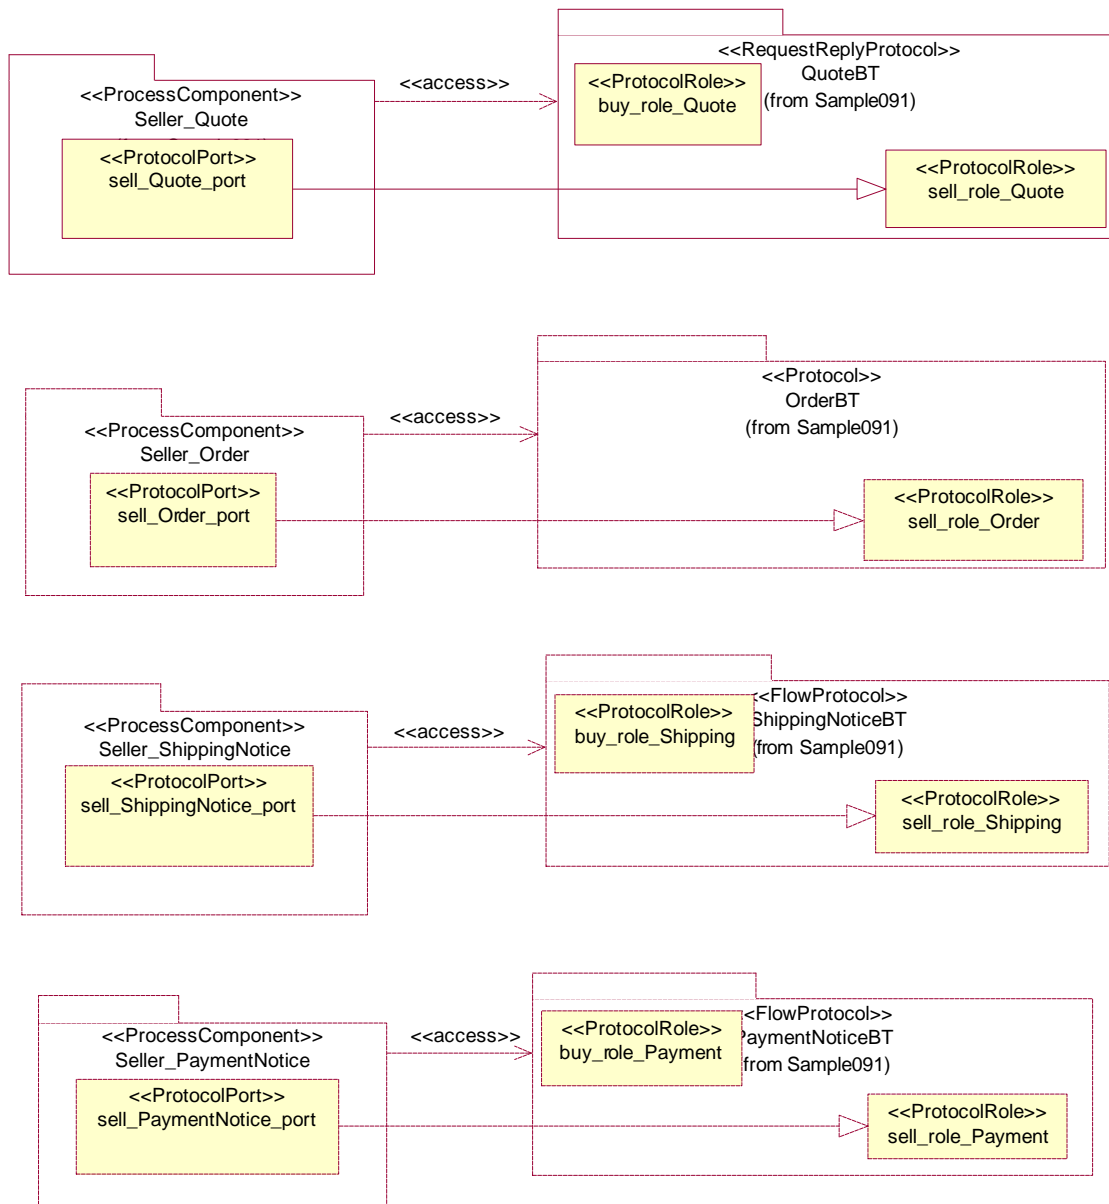 <<RequestReplyProtocol>>
QuoteBT
(from Sample091)
<<ProtocolRole>>
buy_role_Quote
<<access>>
<<ProcessComponent>>
Seller_Quote
<<ProtocolPort>>
sell_Quote_port
<<ProtocolRole>>
sell_role_Quote
<<Protocol>>
OrderBT
(from Sample091)
<<access>>
<<ProcessComponent>>
Seller_Order
<<ProtocolPort>>
sell_Order_port
<<ProtocolRole>>
sell_role_Order
<<FlowProtocol>>
ShippingNoticeBT
(from Sample091)
<<ProtocolRole>>
buy_role_Shipping
<<access>>
<<ProcessComponent>>
Seller_ShippingNotice
<<ProtocolPort>>
sell_ShippingNotice_port
<<ProtocolRole>>
sell_role_Shipping
<<FlowProtocol>>
PaymentNoticeBT
(from Sample091)
<<ProtocolRole>>
buy_role_Payment
<<access>>
<<ProcessComponent>>
Seller_PaymentNotice
<<ProtocolPort>>
sell_PaymentNotice_port
<<ProtocolRole>>
sell_role_Payment